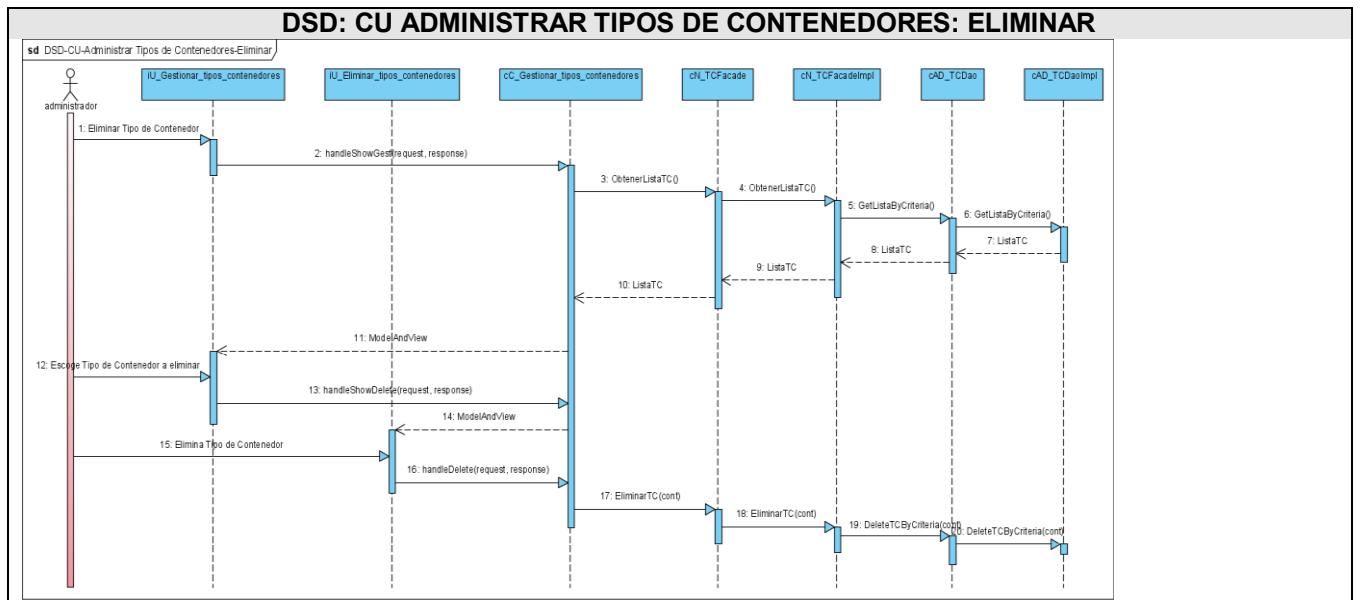 DSD: CU ADMINISTRAR TIPOS DE CONTENEDORES: ELIMINAR
sd DSD-CU-Administrar Tipos de Contenedores-Eliminar
iU_Gestionar_tipos_contenedores
iU_Eliminar_tipos_contenedores
cC_Gestionar_tipos_contenedores
cN_TCFacade
cN_TCFacadeImpl
cAD_TCDao
cAD_TCDaoImpl
administrador
1: Eliminar Tipo de Contenedor
2: handleShowGest(request, response)
3: ObtenerListaTC()
4: ObtenerListaTC()
5: GetListaByCriteria()
6: GetListaByCriteria()
7: ListaTC
8: ListaTC
9: ListaTC
10: ListaTC
11: ModelAndView
12: Escoge Tipo de Contenedor a eliminar
13: handleShowDelete(request, response)
14: ModelAndView
15: Elimina Tipo de Contenedor
16: handleDelete(request, response)
17: EliminarTC(cont)
18: EliminarTC(cont)
19: DeleteTCByCriteria(cont)
20: DeleteTCByCriteria(cont)